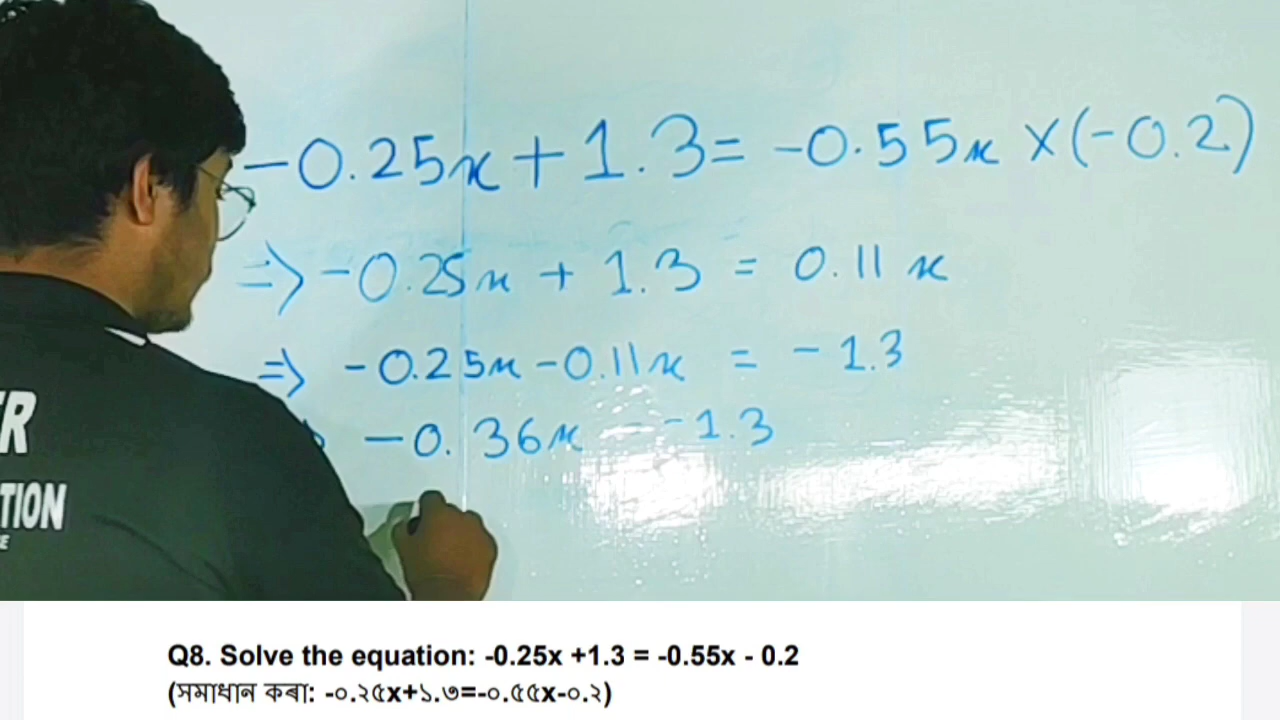 -0.25x + 1.3 = -0.55x × (-0.2)
⇒ -0.25x + 1.3 = 0.11x
⇒ -0.25x - 0.11x = -1.3
-0.36x = -1.3
R
TION
E
Q8. Solve the equation: -0.25x +1.3 = -0.55x - 0.2
(সমাধান কৰা: -০.২৫x+১.৩=-০.৫৫x-০.২)